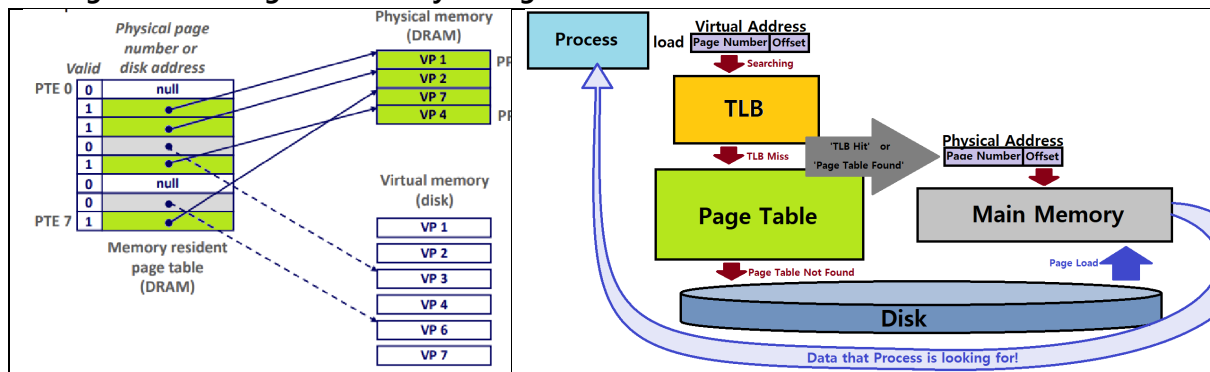 Physical page
number or
disk address
Valid
PTE 0
0
null
1
1
0
1
0
null
0
PTE 7
1
Memory resident
page table
(DRAM)
Physical memory
(DRAM)
VP 1
VP 2
VP 7
VP 4
Virtual memory
(disk)
VP 1
VP 2
VP 3
VP 4
VP 6
VP 7
Process
load
Virtual Address
Page Number
Offset
Searching
TLB
TLB Miss
'TLB Hit' or
'Page Table Found'
Physical Address
Page Number
Offset
Page Table
Main Memory
Page Table Not Found
Page Load
Disk
Data that Process is looking for!